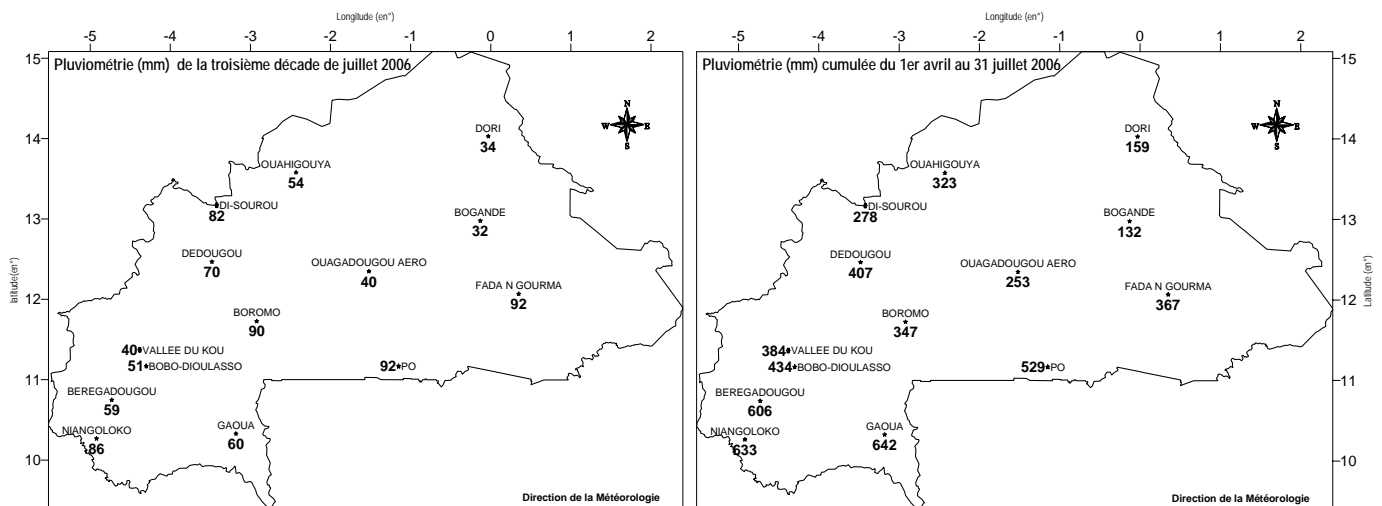 Longitude (en°)
-5 -4 -3 -2 -1 0 1 2
15
14
13
12
11
10
latitude(en°)
Pluviométrie (mm) de la troisième décade de juillet 2006
N
W E
S
DORI
34
OUAHIGOUYA
54
DI-SOUROU
82
BOGANDE
32
DEDOUGOU
70
OUAGADOUGOU AERO
40
FADA N GOURMA
92
BOROMO
90
40 VALLEE DU KOU
51 BOBO-DIOULASSO
92 PO
BEREGADOUGOU
59
NIANGOLOKO
86
GAOUA
60
Direction de la Météorologie
Longitude (en°)
-5 -4 -3 -2 -1 0 1 2
Pluviométrie (mm) cumulée du 1er avril au 31 juillet 2006
N
W E
S
DORI
159
OUAHIGOUYA
323
DI-SOUROU
278
BOGANDE
132
DEDOUGOU
407
OUAGADOUGOU AERO
253
FADA N GOURMA
367
BOROMO
347
384 VALLEE DU KOU
434 BOBO-DIOULASSO
529 PO
BEREGADOUGOU
606
NIANGOLOKO
633
GAOUA
642
Direction de la Météorologie
15
14
13
12
11
10
Latitude (en°)